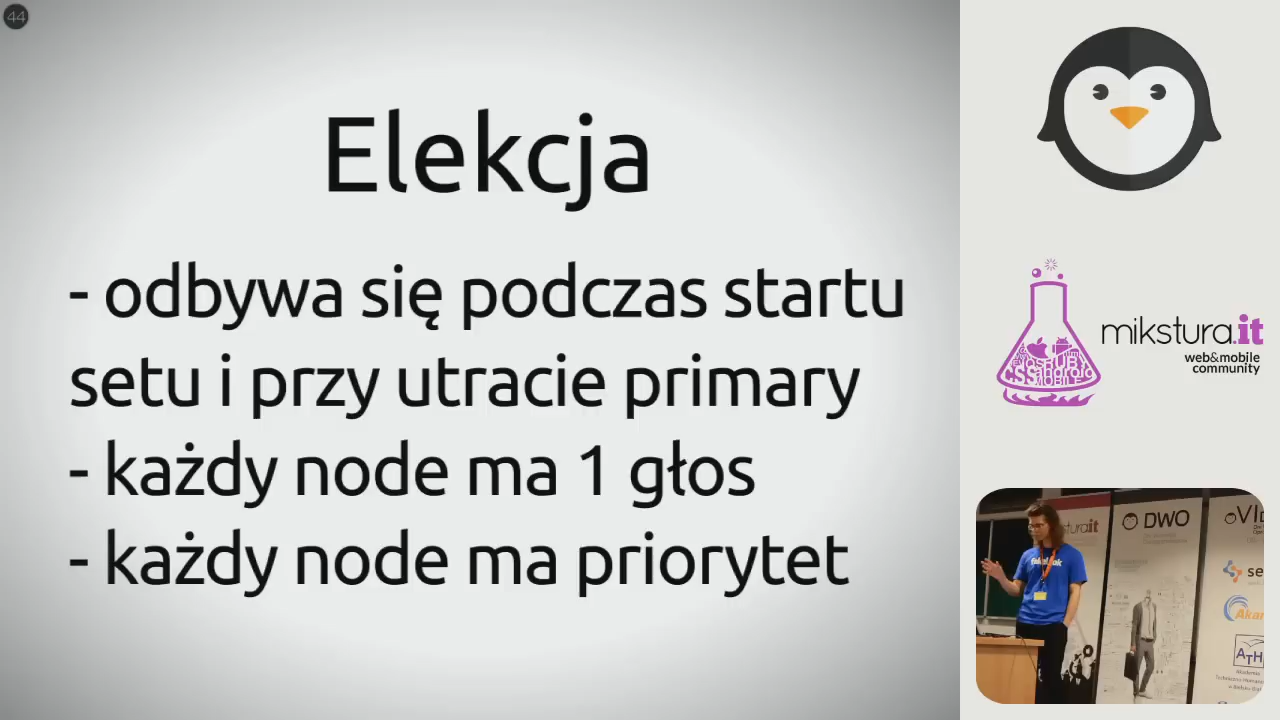 44
Elekcja
- odbywa się podczas startu
setu i przy utracie primary
- każdy node ma 1 głos
- każdy node ma priorytet
mikstura.it
web&mobile
community
DWO